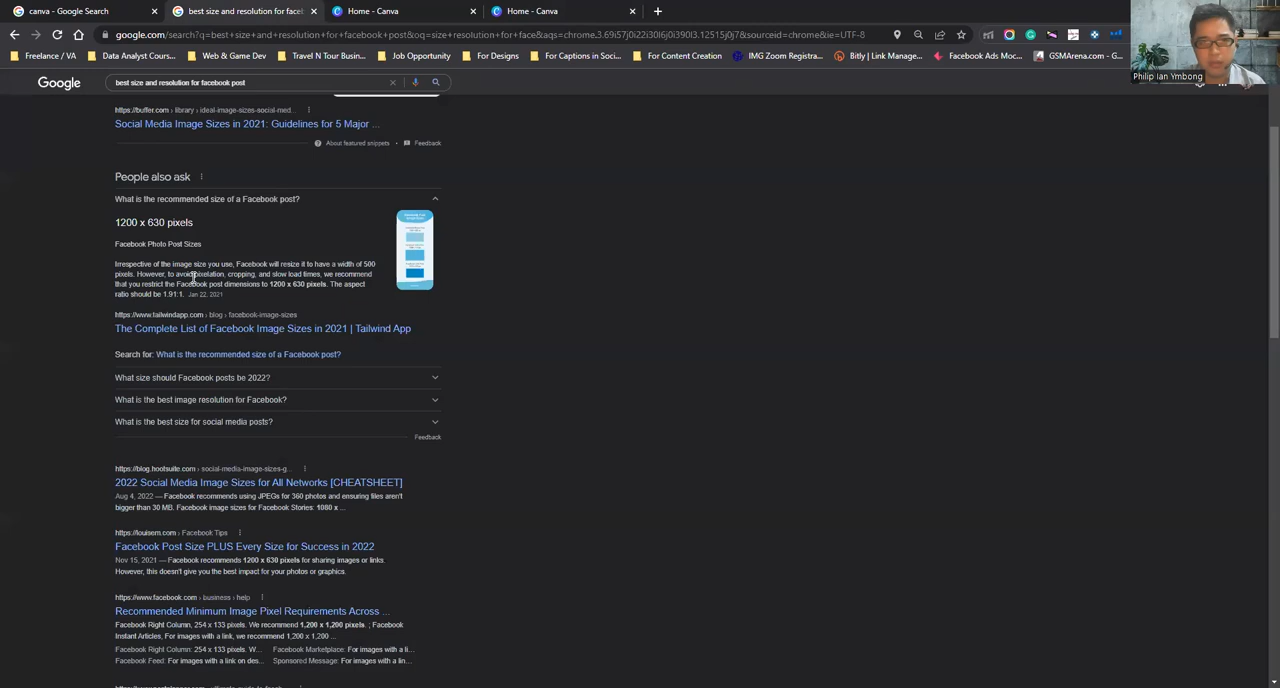 canva - Google Search
best size and resolution for facel
Home - Canva
Home - Canva
google.com/search?q=best+size+and+resolution+for+facebook+post&oq=size+resolution+for+face&aqs=chrome.3.69i57j0i22i30l6j0i390l3.12515j0j7&sourceid=chrome&ie=UTF-8
Freelance / VA
Data Analyst Cours...
Web & Game Dev
Travel N Tour Busin...
Job Opportunity
For Designs
For Captions in Soci...
For Content Creation
IMG Zoom Registra...
Bitly | Link Manage...
Facebook Ads Moc...
GSMArena.com - G...
Philip Ian Ymbong
Google
best size and resolution for facebook post
https://buffer.com › library › ideal-image-sizes-social-med...
Social Media Image Sizes in 2021: Guidelines for 5 Major ...
About featured snippets
Feedback
People also ask
What is the recommended size of a Facebook post?
1200 x 630 pixels
Facebook Photo Post Sizes
Irrespective of the image size you use, Facebook will resize it to have a width of 500
pixels. However, to avoid pixelation, cropping, and slow load times, we recommend
that you restrict the Facebook post dimensions to 1200 x 630 pixels. The aspect
ratio should be 1.91:1. Jan 22, 2021
https://www.tailwindapp.com › blog › facebook-image-sizes
The Complete List of Facebook Image Sizes in 2021 | Tailwind App
Search for: What is the recommended size of a Facebook post?
What size should Facebook posts be 2022?
What is the best image resolution for Facebook?
What is the best size for social media posts?
Feedback
https://blog.hootsuite.com › social-media-image-sizes-g...
2022 Social Media Image Sizes for All Networks [CHEATSHEET]
Aug 4, 2022 — Facebook recommends using JPEGs for 360 photos and ensuring files aren't
bigger than 30 MB. Facebook image sizes for Facebook Stories: 1080 x ...
https://louisem.com › Facebook Tips
Facebook Post Size PLUS Every Size for Success in 2022
Nov 15, 2021 — Facebook recommends 1200 x 630 pixels for sharing images or links.
However, this doesn't give you the best impact for your photos or graphics.
https://www.facebook.com › business › help
Recommended Minimum Image Pixel Requirements Across ...
Facebook Right Column, 254 x 133 pixels. We recommend 1,200 x 1,200 pixels. ; Facebook
Instant Articles, For images with a link, we recommend 1,200 x 1,200 ...
Facebook Right Column: 254 x 133 pixels. W...
Facebook Marketplace: For images with a li...
Facebook Feed: For images with a link on des...
Sponsored Message: For images with a lin...